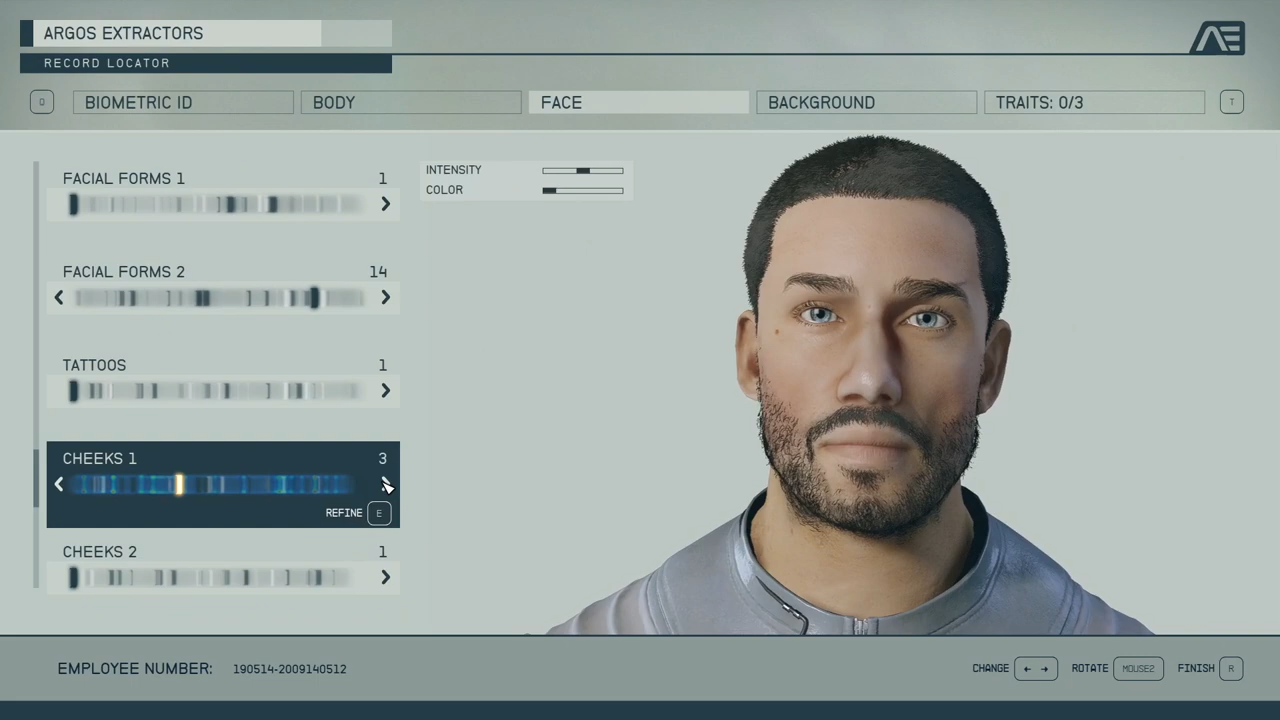 ARGOS EXTRACTORS
RECORD LOCATOR
AE
Q BIOMETRIC ID BODY FACE BACKGROUND TRAITS: 0/3 T
FACIAL FORMS 1 1
INTENSITY
COLOR
FACIAL FORMS 2 14
TATTOOS 1
CHEEKS 1 3
REFINE E
CHEEKS 2 1
EMPLOYEE NUMBER: 190514-2009140512
CHANGE ROTATE MOUSE2 FINISH R